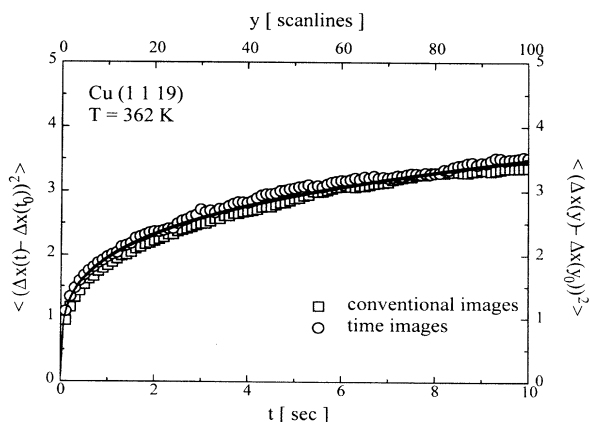 y [ scanlines ]
0 20 40 60 80 100
5 5
Cu (1 1 19)
T = 362 K
4 4
3 3
2 2
1 1
0 0
< (Δx(t)- Δx(t₀))² >
< (Δx(y)- Δx(y₀))² >
conventional images
time images
0 2 4 6 8 10
t [ sec ]